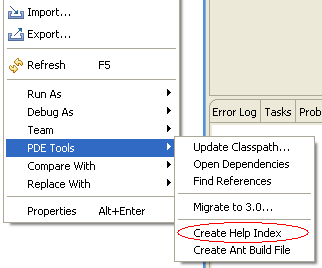 Import...
Export...
Refresh F5
Run As
Debug As
Team
PDE Tools
Compare With
Replace With
Properties Alt+Enter
Error Log Tasks Prob
Update Classpath...
Open Dependencies
Find References
Migrate to 3.0...
Create Help Index
Create Ant Build File